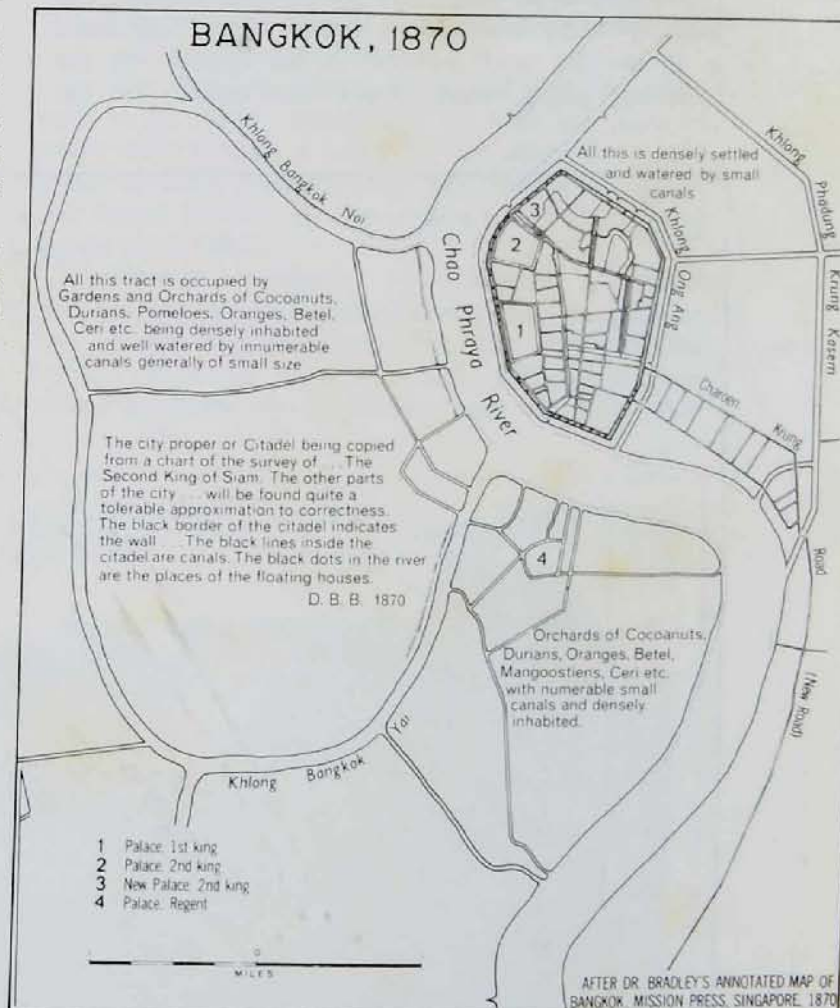 BANGKOK, 1870
Khlong Bangkok Noi
Khlong
Phadung
Krung Kasem
All this is densely settled
and watered by small
canals
Khlong Ong Ang
3
2
1
Chao Phraya River
All this tract is occupied by
Gardens and Orchards of Cocoanuts,
Durians, Pomeloes, Oranges, Betel,
Ceri etc. being densely inhabited
and well watered by innumerable
canals generally of small size
Charoen Krung
Road
(New Road)
The city proper or Citadel being copied
from a chart of the survey of ... The
Second King of Siam. The other parts
of the city ... will be found quite a
tolerable approximation to correctness.
The black border of the citadel indicates
the wall ... The black lines inside the
citadel are canals. The black dots in the river
are the places of the floating houses.
D. B. B. 1870
4
Orchards of Cocoanuts,
Durians, Oranges, Betel,
Mangoostiens, Ceri etc.
with numerable small
canals and densely
inhabited.
Khlong Bangkok Yai
1 Palace, 1st king
2 Palace, 2nd king
3 New Palace, 2nd king
4 Palace, Regent
MILES
AFTER DR. BRADLEY'S ANNOTATED MAP OF
BANGKOK, MISSION PRESS, SINGAPORE, 1870